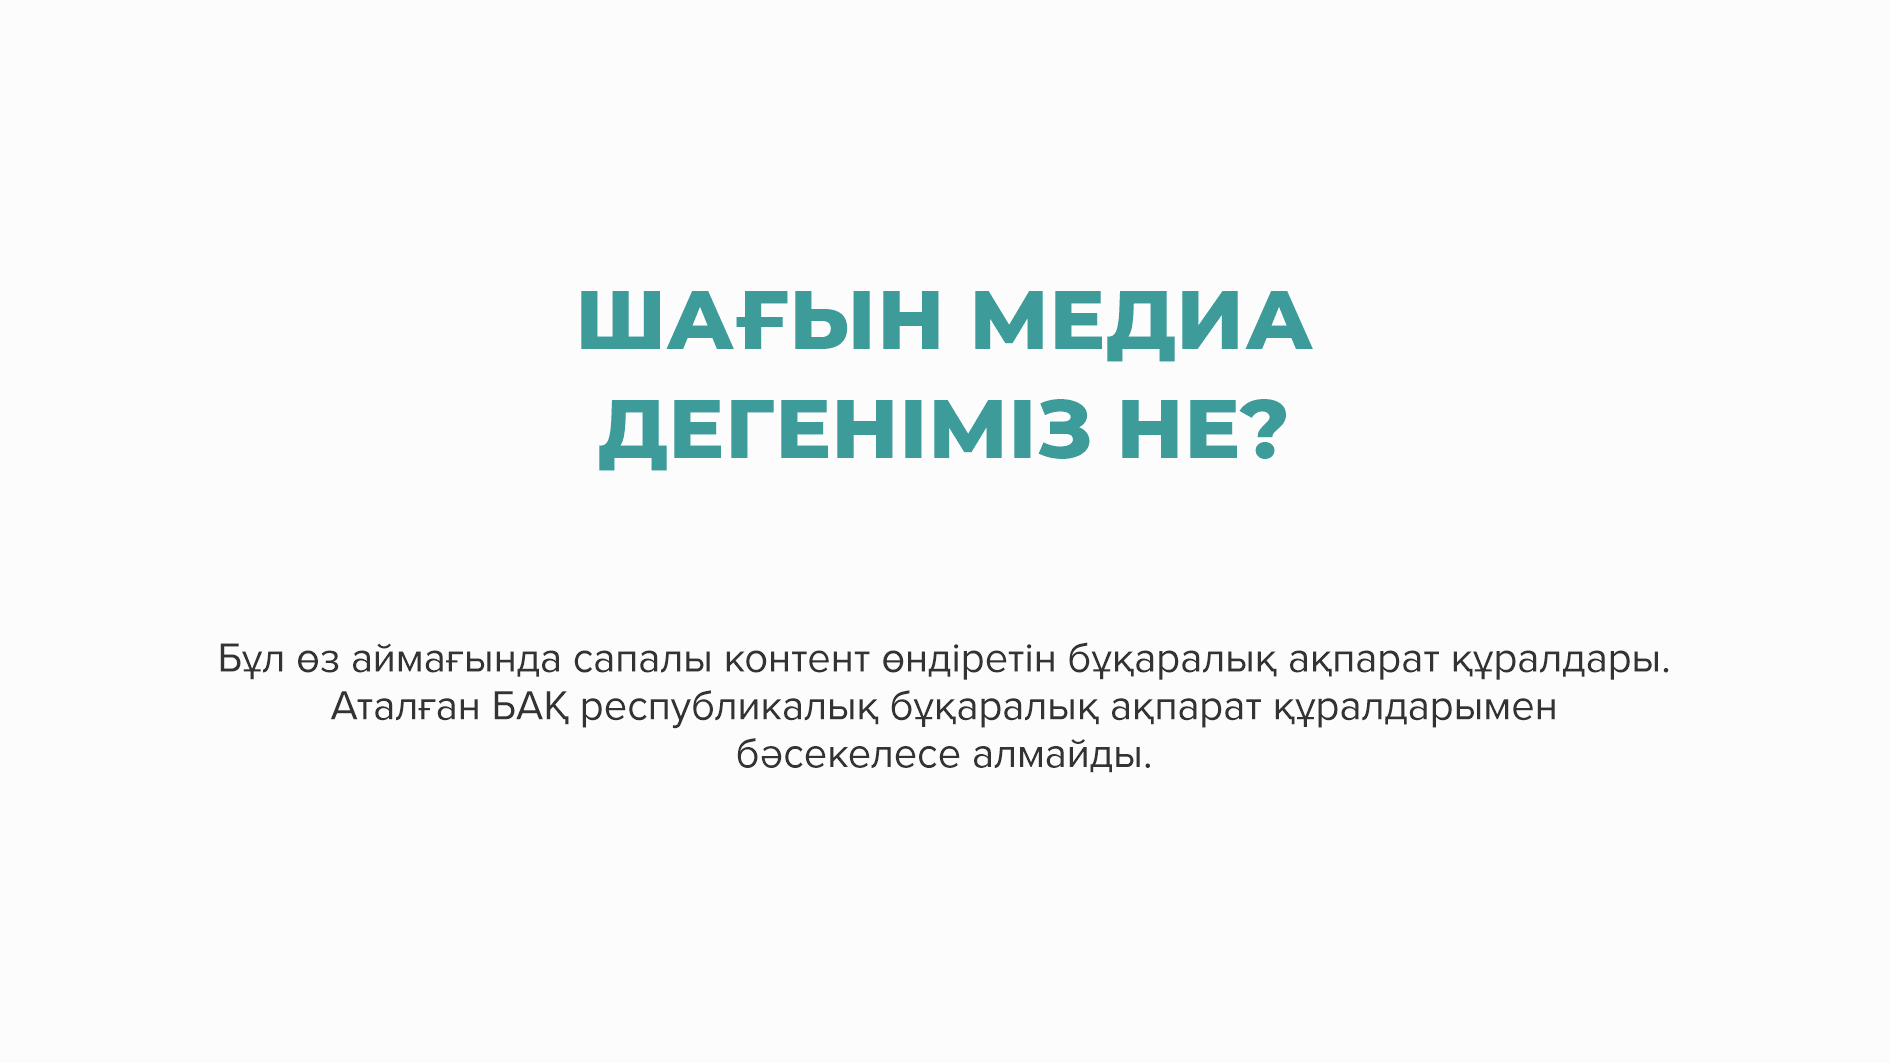 ШАҒЫН МЕДИА
ДЕГЕНІМІЗ НЕ?
Бұл өз аймағында сапалы контент өндіретін бұқаралық ақпарат құралдары.
Аталған БАҚ республикалық бұқаралық ақпарат құралдарымен
бәсекелесе алмайды.